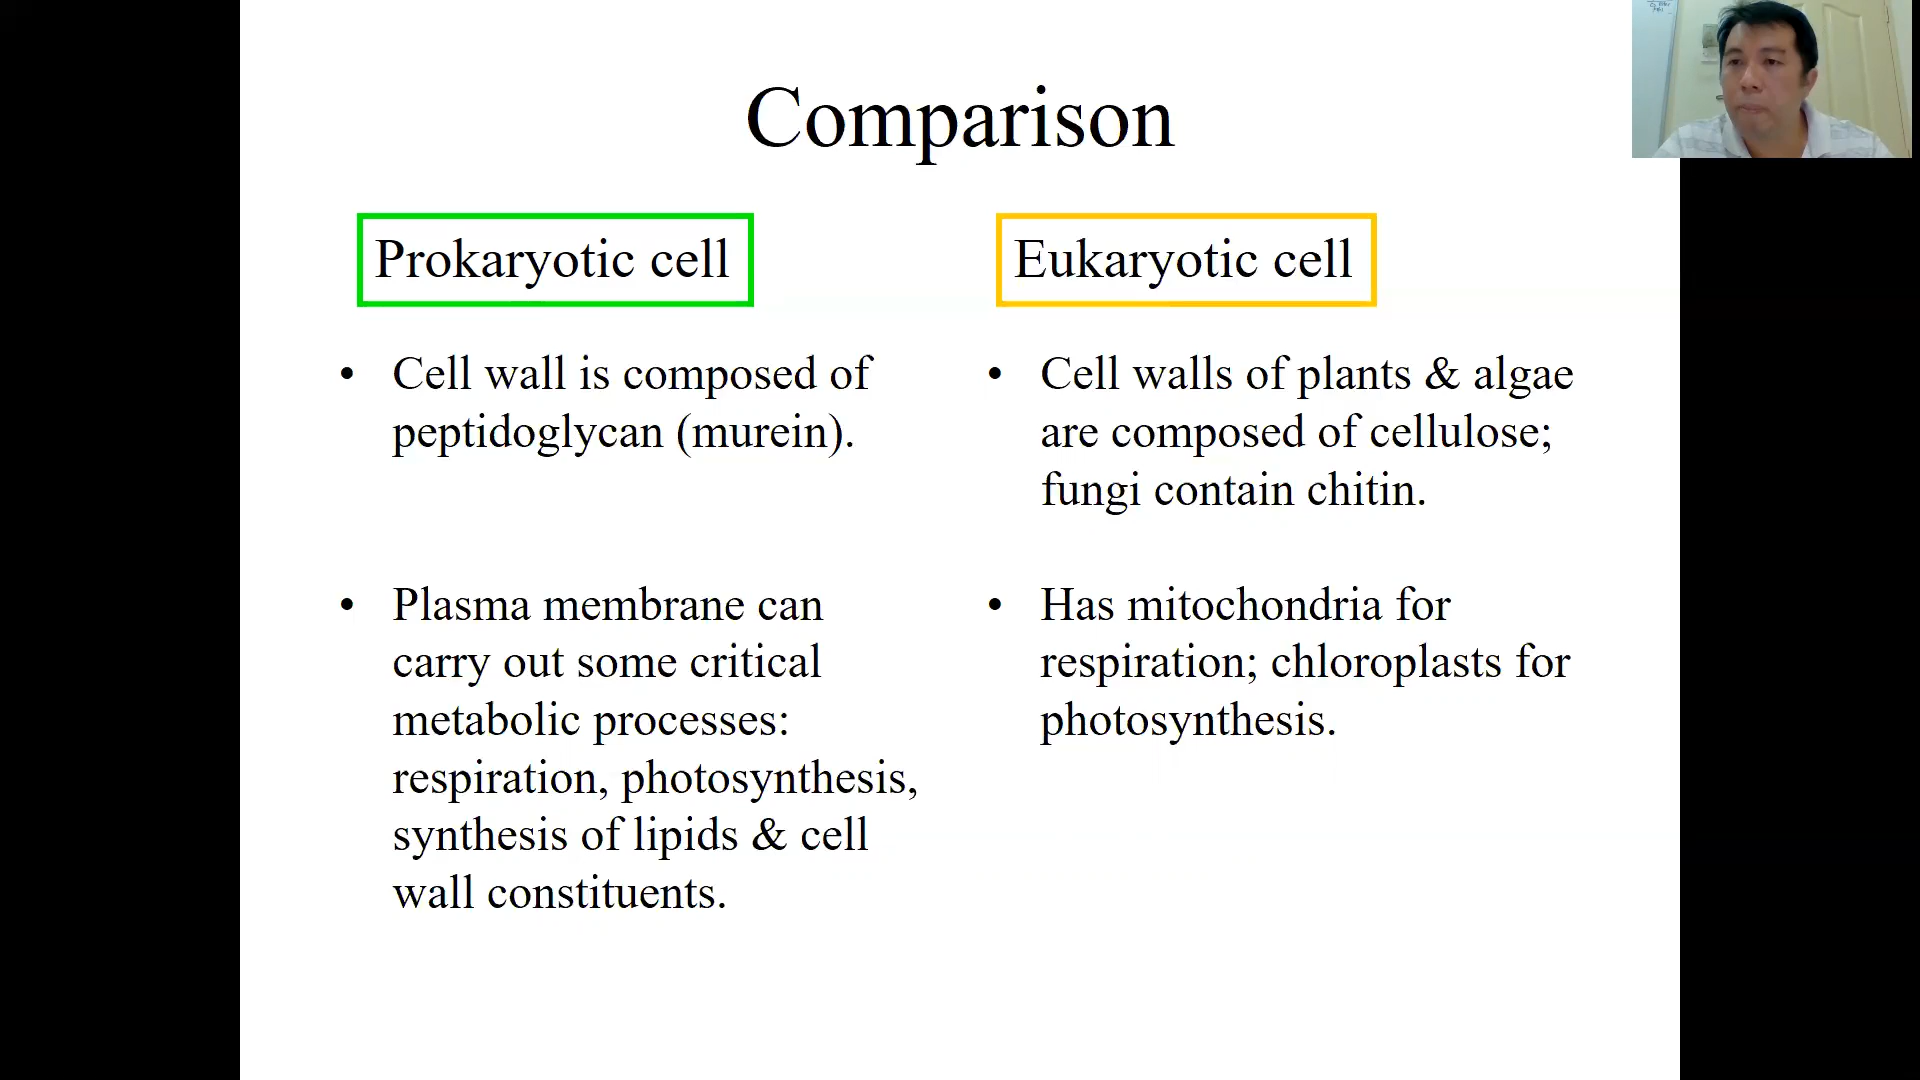 Comparison
Prokaryotic cell
• Cell wall is composed of
peptidoglycan (murein).
• Plasma membrane can
carry out some critical
metabolic processes:
respiration, photosynthesis,
synthesis of lipids & cell
wall constituents.
Eukaryotic cell
• Cell walls of plants & algae
are composed of cellulose;
fungi contain chitin.
• Has mitochondria for
respiration; chloroplasts for
photosynthesis.